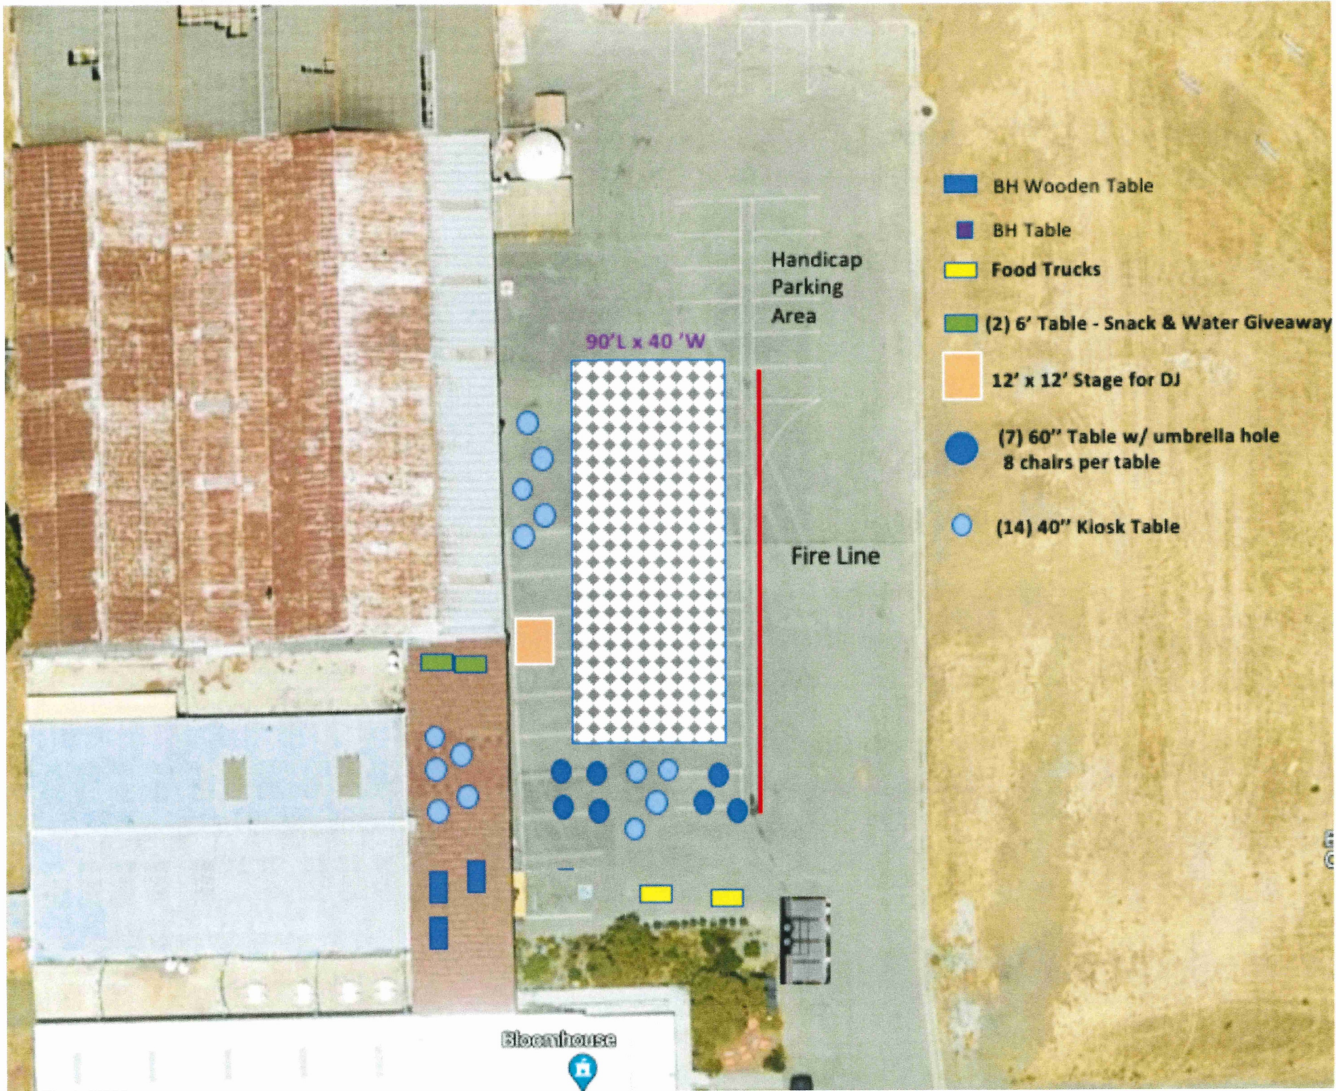 BH Wooden Table
BH Table
Handicap
Parking
Area
Food Trucks
(2) 6' Table - Snack & Water Giveaway
90'L x 40 'W
12' x 12' Stage for DJ
(7) 60" Table w/ umbrella hole
8 chairs per table
(14) 40" Kiosk Table
Fire Line
Bloomhouse